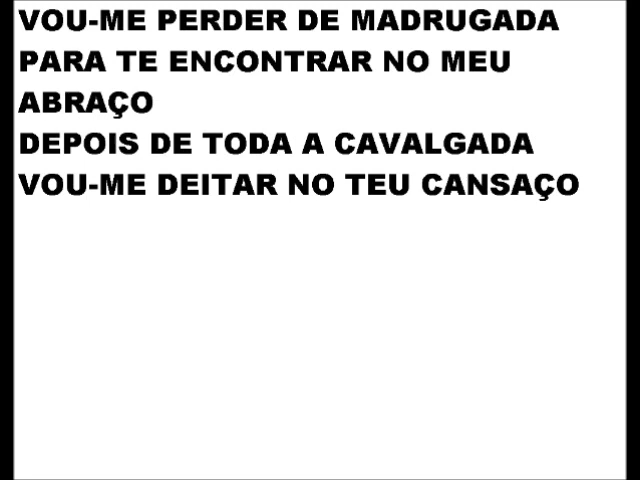 VOU-ME PERDER DE MADRUGADA
PARA TE ENCONTRAR NO MEU
ABRAÇO
DEPOIS DE TODA A CAVALGADA
VOU-ME DEITAR NO TEU CANSAÇO